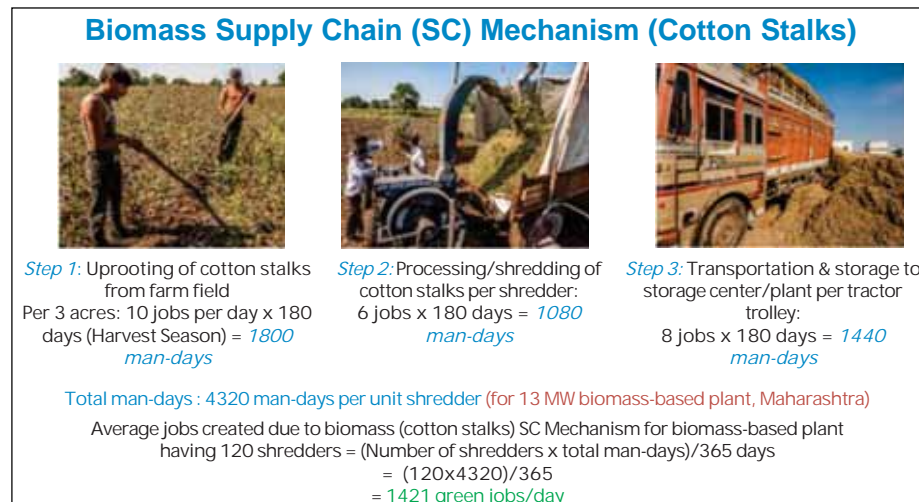 Biomass Supply Chain (SC) Mechanism (Cotton Stalks)
Step 1: Uprooting of cotton stalks
from farm field
Per 3 acres: 10 jobs per day x 180
days (Harvest Season) = 1800
man-days
Step 2: Processing/shredding of
cotton stalks per shredder:
6 jobs x 180 days = 1080
man-days
Step 3: Transportation & storage to
storage center/plant per tractor
trolley:
8 jobs x 180 days = 1440
man-days
Total man-days : 4320 man-days per unit shredder (for 13 MW biomass-based plant, Maharashtra)
Average jobs created due to biomass (cotton stalks) SC Mechanism for biomass-based plant
having 120 shredders = (Number of shredders x total man-days)/365 days
= (120x4320)/365
= 1421 green jobs/day